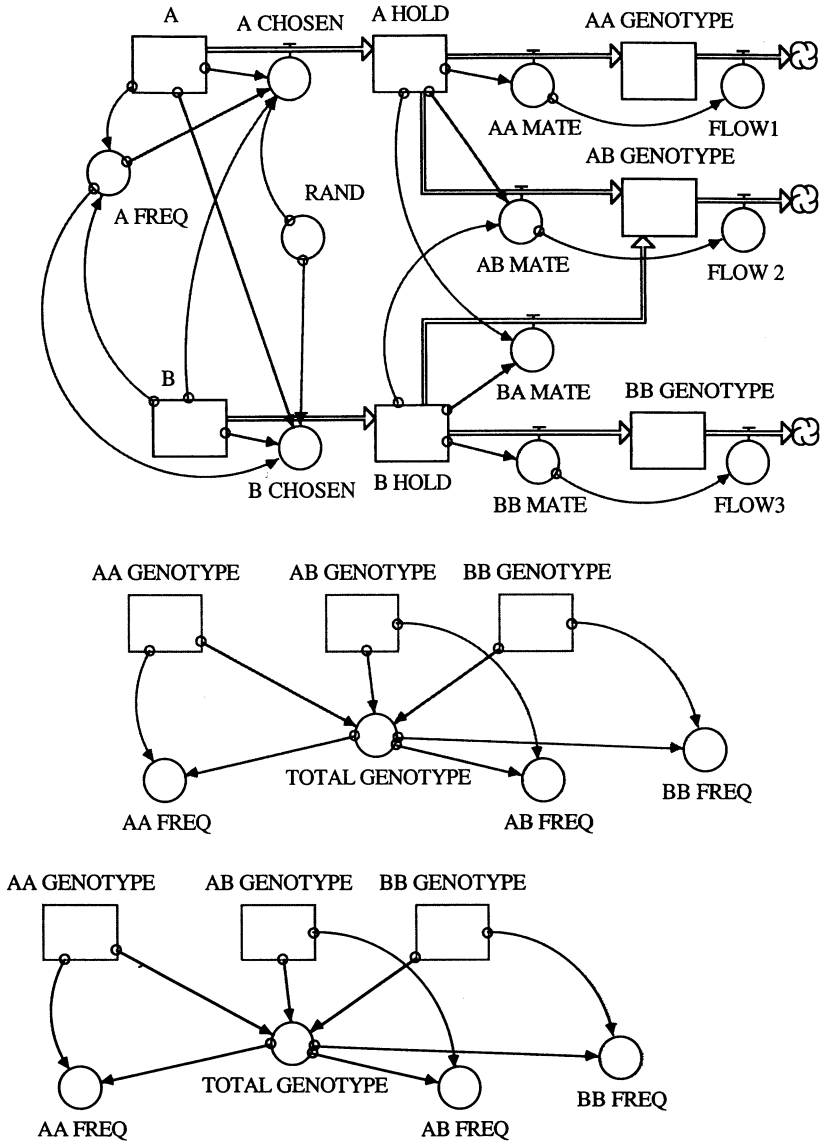 A
A CHOSEN
A HOLD
AA GENOTYPE
AA MATE
FLOW1
AB GENOTYPE
A FREQ
RAND
AB MATE
FLOW 2
B
BA MATE
BB GENOTYPE
B CHOSEN
B HOLD
BB MATE
FLOW3
AA GENOTYPE
AB GENOTYPE
BB GENOTYPE
TOTAL GENOTYPE
BB FREQ
AA FREQ
AB FREQ
AA GENOTYPE
AB GENOTYPE
BB GENOTYPE
TOTAL GENOTYPE
BB FREQ
AA FREQ
AB FREQ